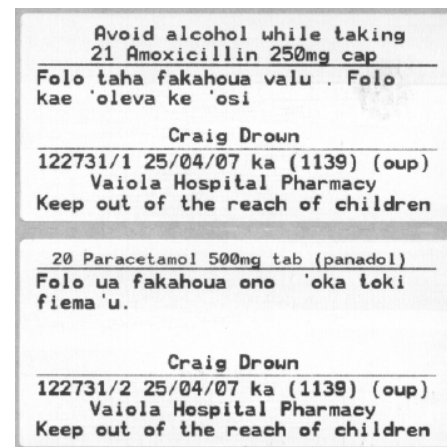 Avoid alcohol while taking
21 Amoxicillin 250mg cap
Folo taha fakahoua valu . Folo
kae 'oleva ke 'osi
Craig Drown
122731/1 25/04/07 ka (1139) (oup)
Vaiola Hospital Pharmacy
Keep out of the reach of children
20 Paracetamol 500mg tab (panadol)
Folo ua fakahoua ono 'oka toki
fiema'u.
Craig Drown
122731/2 25/04/07 ka (1139) (oup)
Vaiola Hospital Pharmacy
Keep out of the reach of children